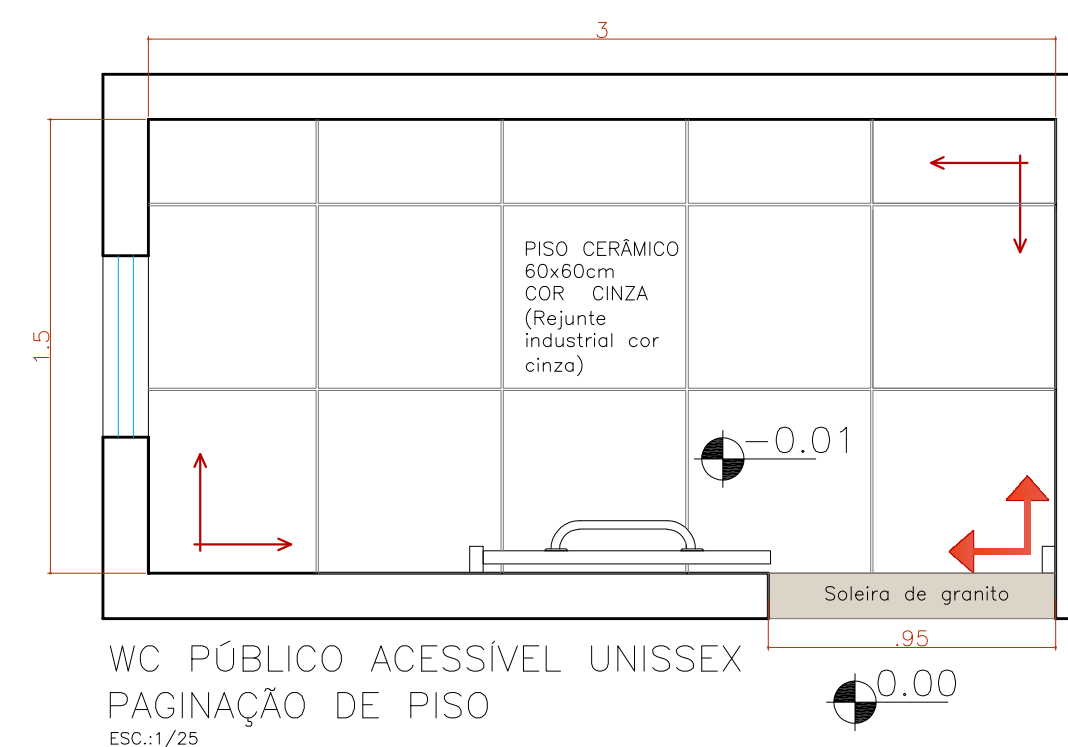 3
PISO CERÂMICO
60x60cm
COR CINZA
(Rejunte
industrial cor
cinza)
1.5
-0.01
Soleira de granito
.95
WC PÚBLICO ACESSÍVEL UNISSEX
PAGINAÇÃO DE PISO
ESC.:1/25
0.00